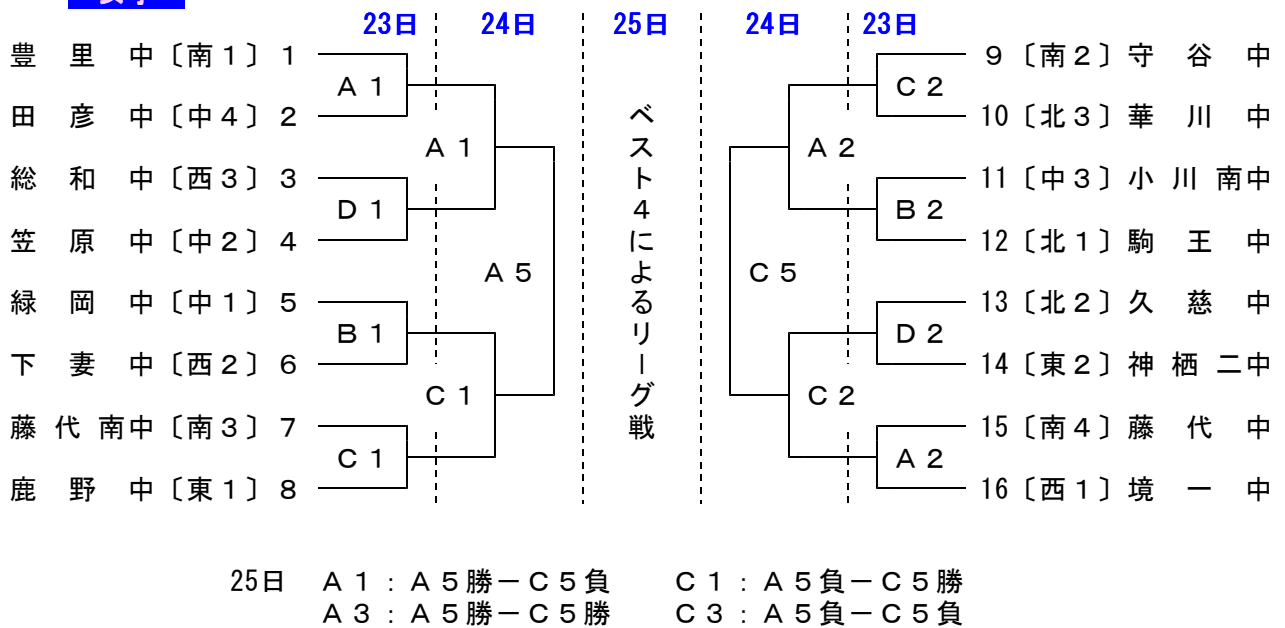 23日 24日 25日 24日 23日
豊里中〔南１〕１ ９〔南２〕守谷中
Ａ１ Ｃ２
田彦中〔中４〕２ 10〔北３〕華川中
Ａ１ Ａ２
総和中〔西３〕３ 11〔中３〕小川南中
Ｄ１ Ｂ２
笠原中〔中２〕４ 12〔北１〕駒王中
Ａ５ Ｃ５
ベスト４によるリーグ戦
緑岡中〔中１〕５ 13〔北２〕久慈中
Ｂ１ Ｄ２
下妻中〔西２〕６ 14〔東２〕神栖二中
Ｃ１ Ｃ２
藤代南中〔南３〕７ 15〔南４〕藤代中
Ｃ１ Ａ２
鹿野中〔東１〕８ 16〔西１〕境一中
25日 Ａ１：Ａ５勝－Ｃ５負 Ｃ１：Ａ５負－Ｃ５勝
Ａ３：Ａ５勝－Ｃ５勝 Ｃ３：Ａ５負－Ｃ５負